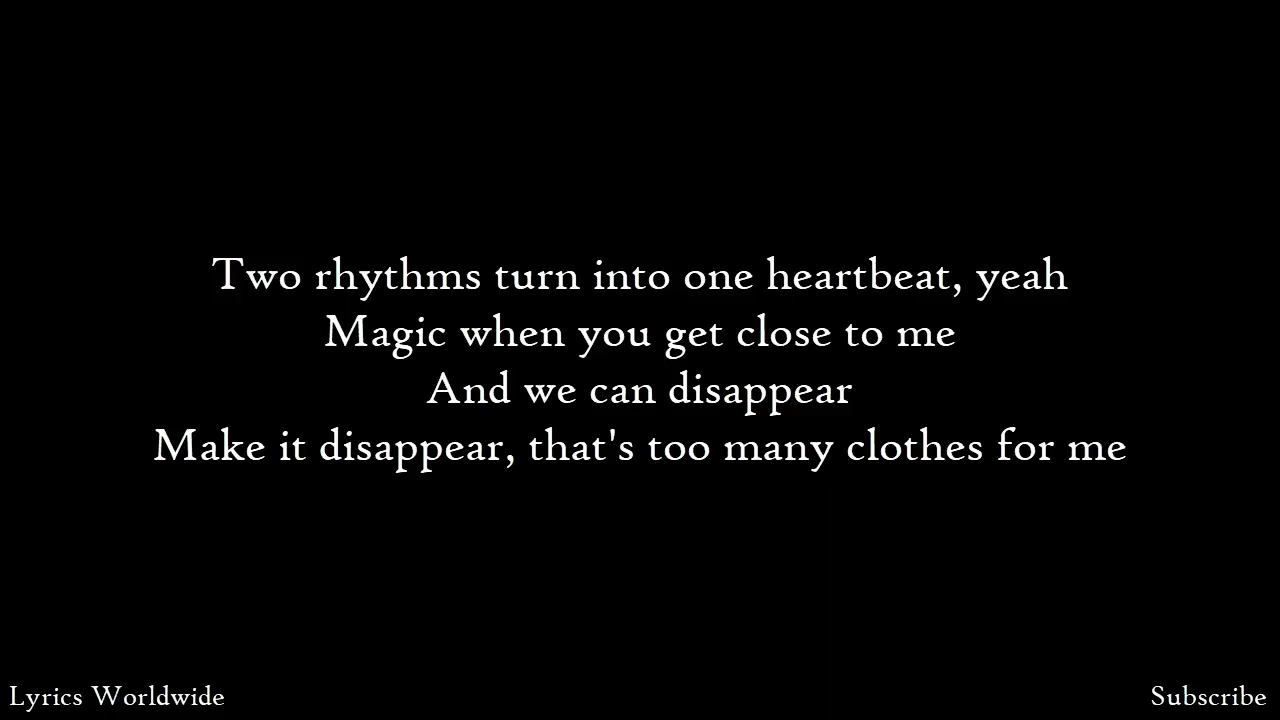 Two rhythms turn into one heartbeat, yeah
Magic when you get close to me
And we can disappear
Make it disappear, that's too many clothes for me
Lyrics Worldwide
Subscribe